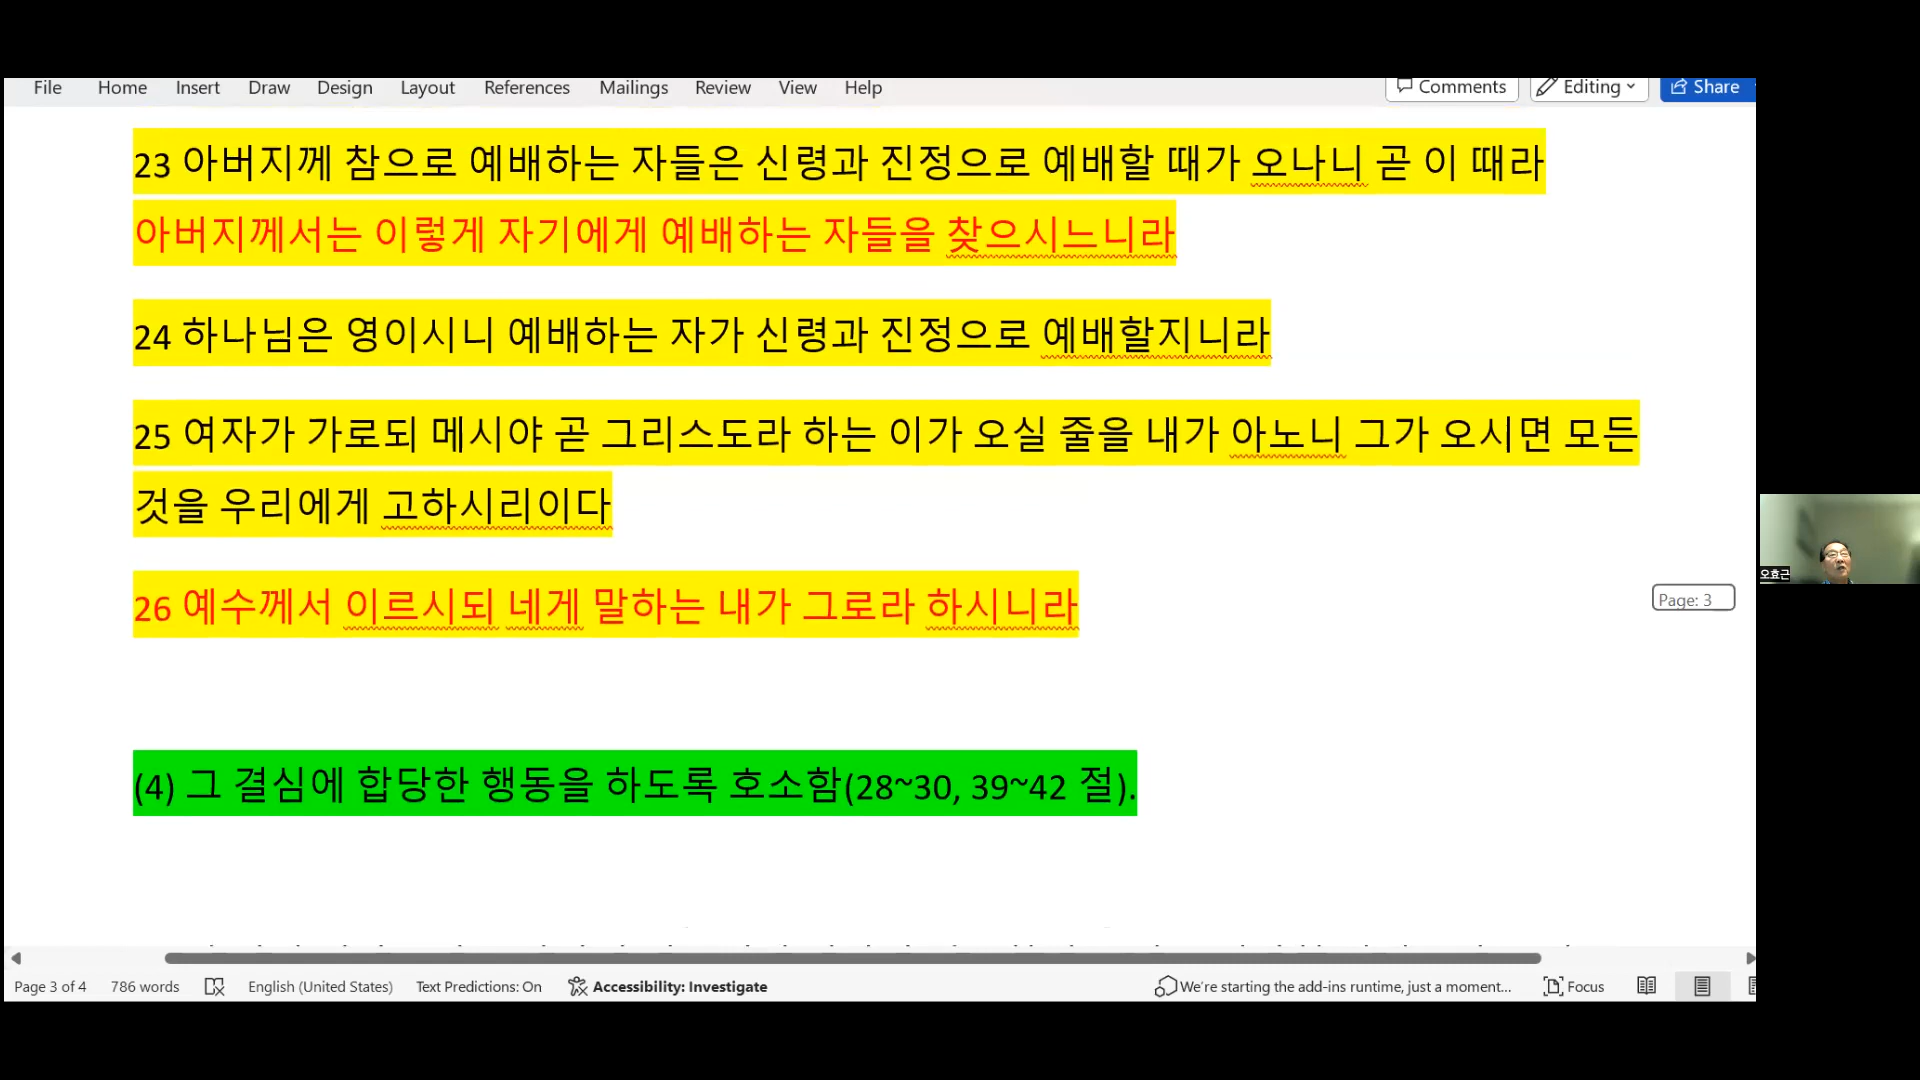 File Home Insert Draw Design Layout References Mailings Review View Help Comments Editing Share
23 아버지께 참으로 예배하는 자들은 신령과 진정으로 예배할 때가 오나니 곧 이 때라
아버지께서는 이렇게 자기에게 예배하는 자들을 찾으시느니라
24 하나님은 영이시니 예배하는 자가 신령과 진정으로 예배할지니라
25 여자가 가로되 메시야 곧 그리스도라 하는 이가 오실 줄을 내가 아노니 그가 오시면 모든
것을 우리에게 고하시리이다
26 예수께서 이르시되 네게 말하는 내가 그로라 하시니라
오효근
Page: 3
(4) 그 결심에 합당한 행동을 하도록 호소함(28~30, 39~42 절).
Page 3 of 4 786 words English (United States) Text Predictions: On Accessibility: Investigate We're starting the add-ins runtime, just a moment... Focus